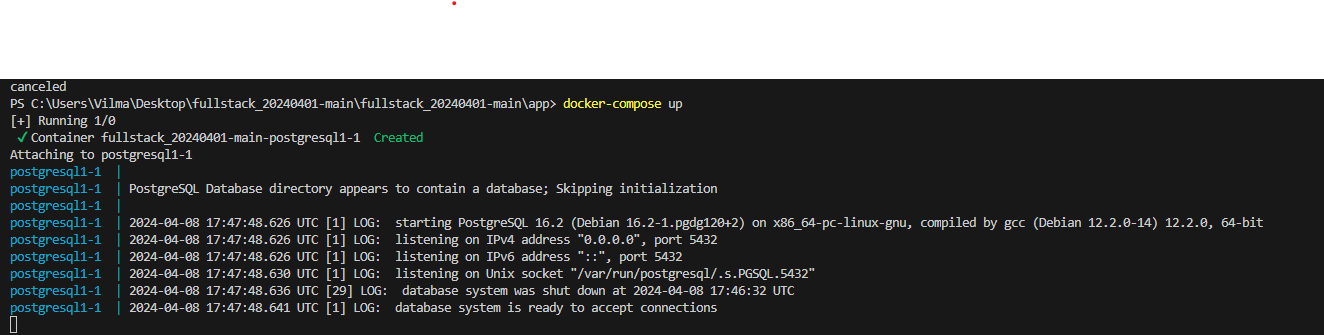 canceled
PS C:\Users\Vilma\Desktop\fullstack_20240401-main\fullstack_20240401-main\app> docker-compose up
[+] Running 1/0
✓ Container fullstack_20240401-main-postgresql1-1  Created
Attaching to postgresql1-1
postgresql1-1  |
postgresql1-1  | PostgreSQL Database directory appears to contain a database; Skipping initialization
postgresql1-1  |
postgresql1-1  | 2024-04-08 17:47:48.626 UTC [1] LOG:  starting PostgreSQL 16.2 (Debian 16.2-1.pgdg120+2) on x86_64-pc-linux-gnu, compiled by gcc (Debian 12.2.0-14) 12.2.0, 64-bit
postgresql1-1  | 2024-04-08 17:47:48.626 UTC [1] LOG:  listening on IPv4 address "0.0.0.0", port 5432
postgresql1-1  | 2024-04-08 17:47:48.626 UTC [1] LOG:  listening on IPv6 address "::", port 5432
postgresql1-1  | 2024-04-08 17:47:48.630 UTC [1] LOG:  listening on Unix socket "/var/run/postgresql/.s.PGSQL.5432"
postgresql1-1  | 2024-04-08 17:47:48.636 UTC [29] LOG:  database system was shut down at 2024-04-08 17:46:32 UTC
postgresql1-1  | 2024-04-08 17:47:48.641 UTC [1] LOG:  database system is ready to accept connections